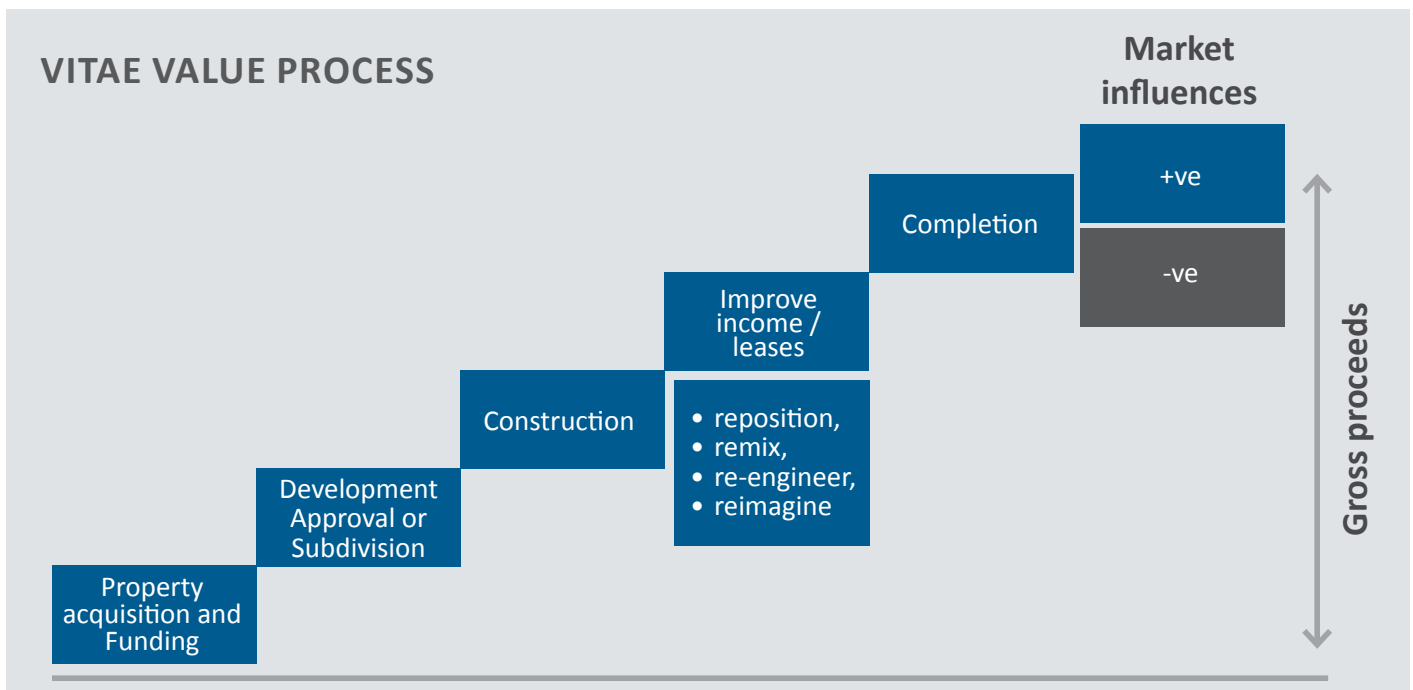 VITAE VALUE PROCESS
Market
influences
+ve
-ve
Completion
Improve
income /
leases
• reposition,
• remix,
• re-engineer,
• reimagine
Construction
Development
Approval or
Subdivision
Property
acquisition and
Funding
Gross proceeds